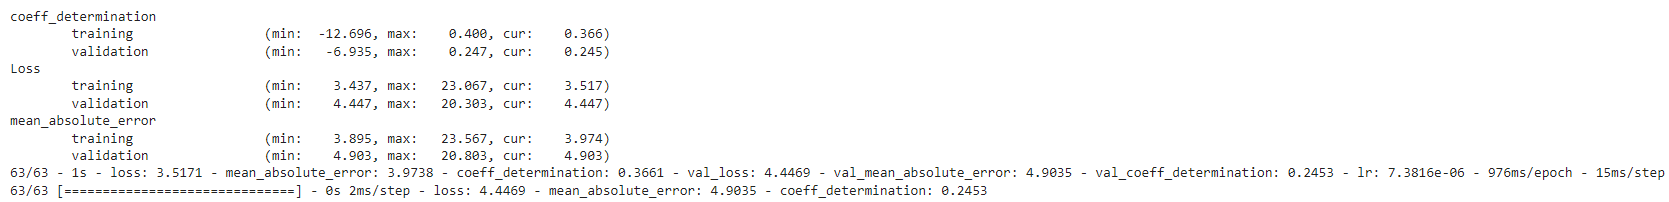 coeff_determination
training (min: -12.696, max: 0.400, cur: 0.366)
validation (min: -6.935, max: 0.247, cur: 0.245)
Loss
training (min: 3.437, max: 23.067, cur: 3.517)
validation (min: 4.447, max: 20.303, cur: 4.447)
mean_absolute_error
training (min: 3.895, max: 23.567, cur: 3.974)
validation (min: 4.903, max: 20.803, cur: 4.903)
63/63 - 1s - loss: 3.5171 - mean_absolute_error: 3.9738 - coeff_determination: 0.3661 - val_loss: 4.4469 - val_mean_absolute_error: 4.9035 - val_coeff_determination: 0.2453 - lr: 7.3816e-06 - 976ms/epoch - 15ms/step
63/63 [==============================] - 0s 2ms/step - loss: 4.4469 - mean_absolute_error: 4.9035 - coeff_determination: 0.2453